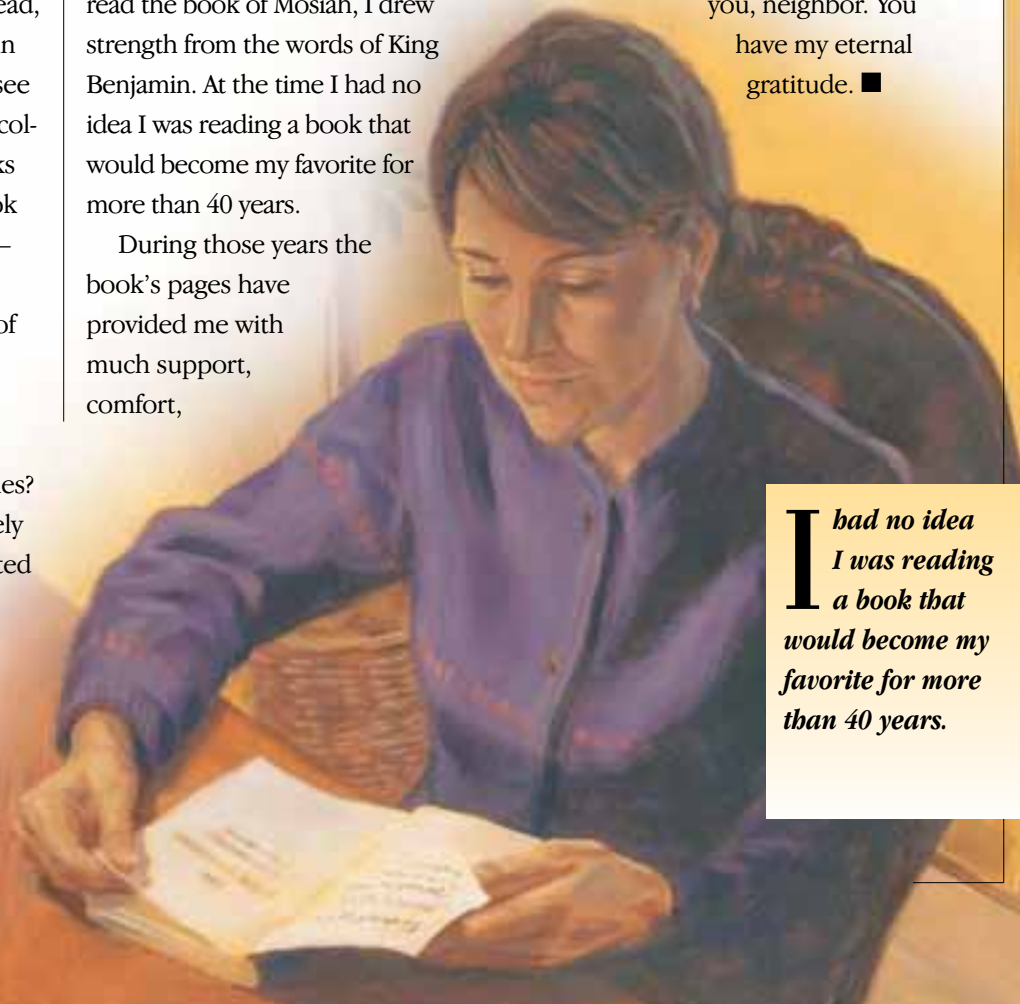 ead,
n
see
col-
ks
ok
–
of
es?
ely
ted
read the book of Mosiah, I drew
strength from the words of King
Benjamin. At the time I had no
idea I was reading a book that
would become my favorite for
more than 40 years.
During those years the
book’s pages have
provided me with
much support,
comfort,
you, neighbor. You
have my eternal
gratitude. ■
I had no idea
I was reading
a book that
would become my
favorite for more
than 40 years.